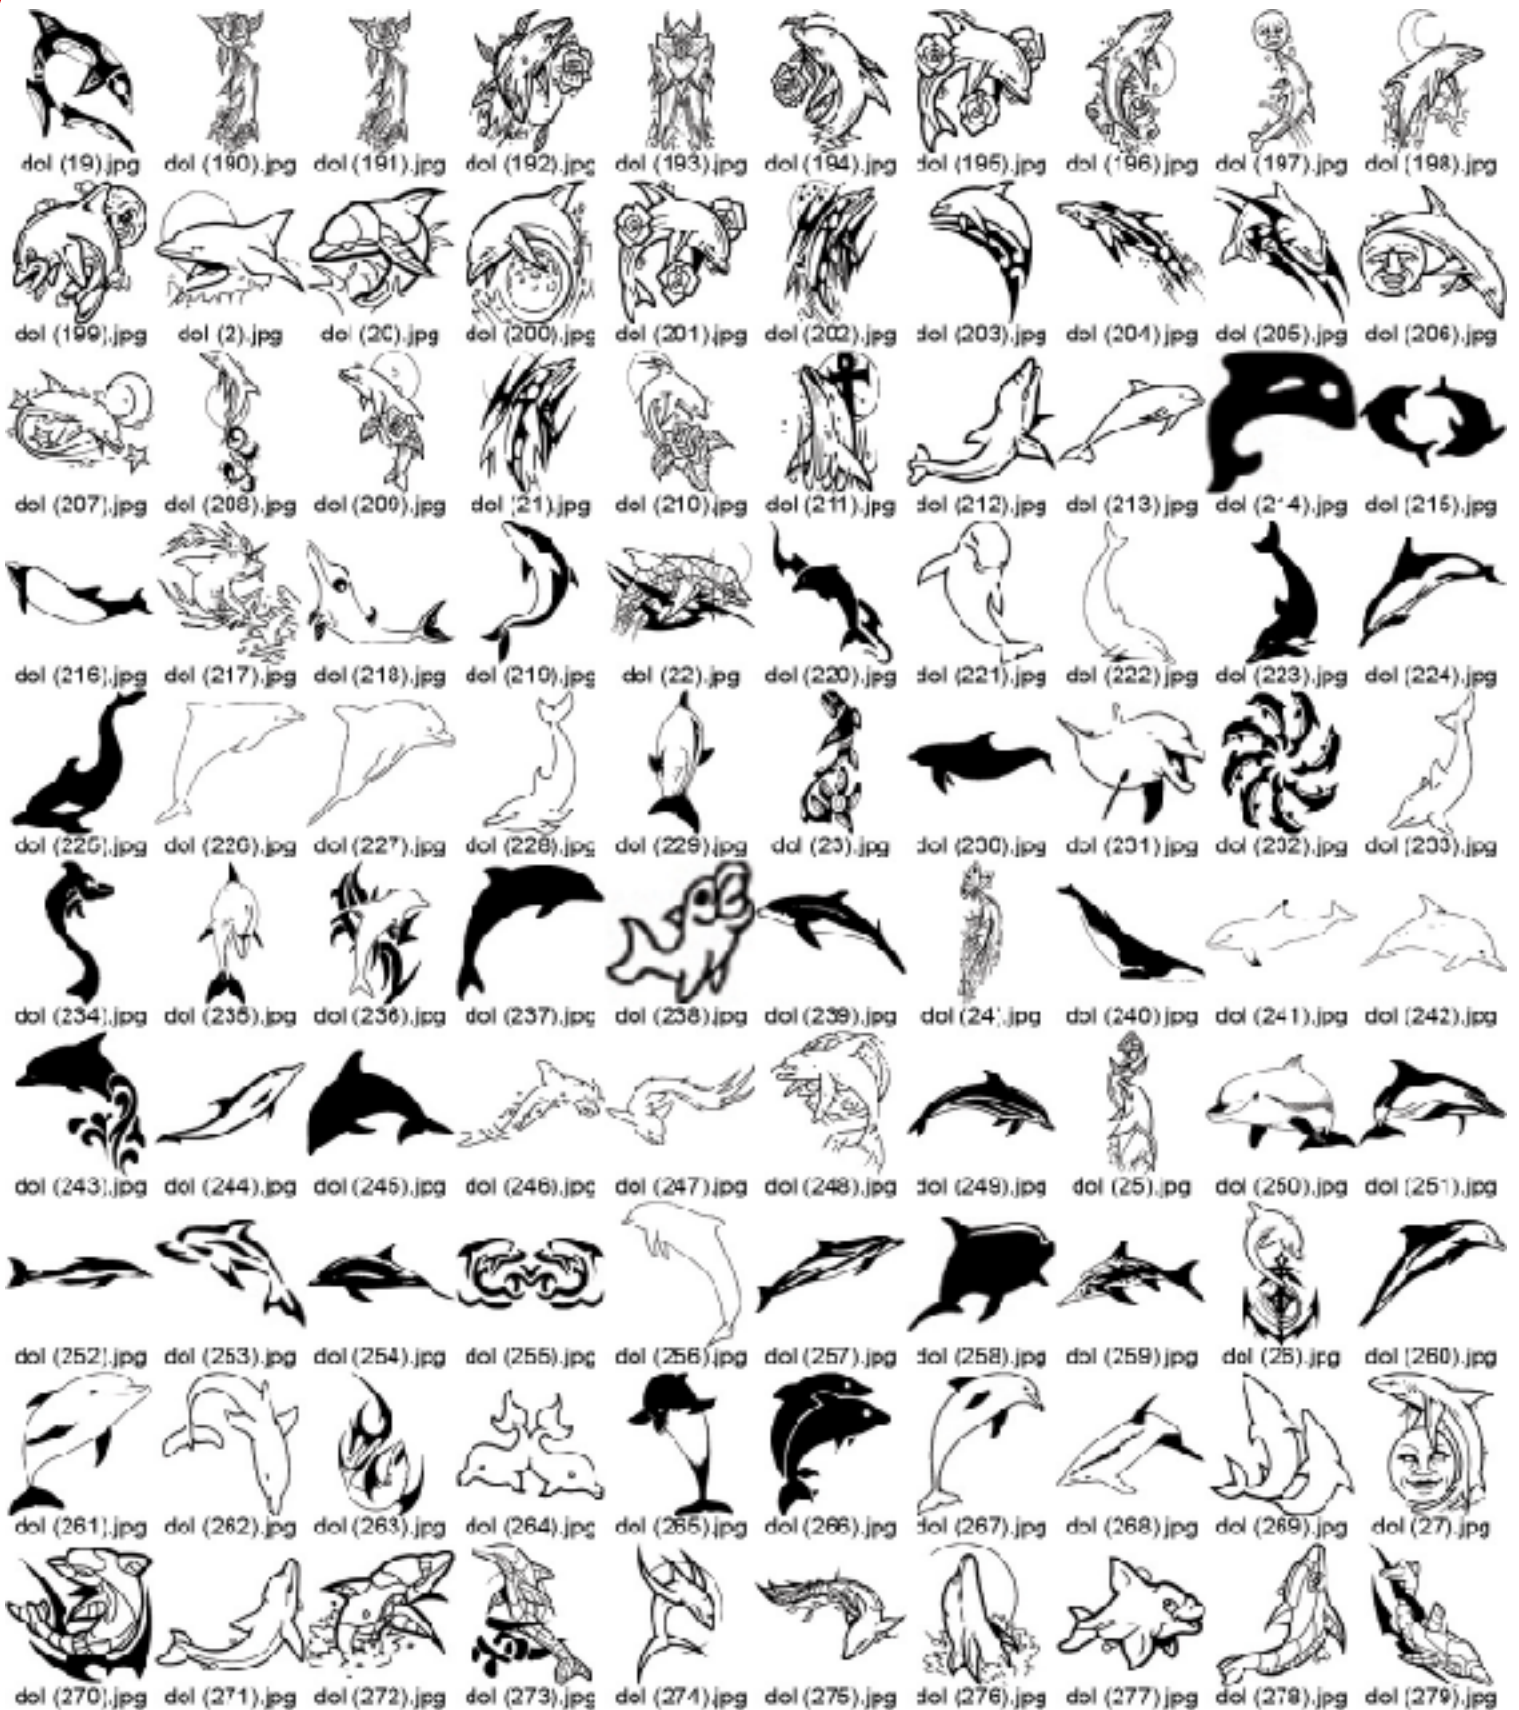 dol (19).jpg dol (190).jpg dol (191).jpg dol (192).jpg dol (193).jpg dol (194).jpg dol (195).jpg dol (196).jpg dol (197).jpg dol (198).jpg
dol (199).jpg dol (2).jpg dol (20).jpg dol (200).jpg dol (201).jpg dol (202).jpg dol (203).jpg dol (204).jpg dol (205).jpg dol (206).jpg
dol (207).jpg dol (208).jpg dol (209).jpg dol (21).jpg dol (210).jpg dol (211).jpg dol (212).jpg dol (213).jpg dol (214).jpg dol (215).jpg
dol (216).jpg dol (217).jpg dol (218).jpg dol (219).jpg dol (22).jpg dol (220).jpg dol (221).jpg dol (222).jpg dol (223).jpg dol (224).jpg
dol (225).jpg dol (226).jpg dol (227).jpg dol (228).jpg dol (229).jpg dol (23).jpg dol (230).jpg dol (231).jpg dol (232).jpg dol (233).jpg
dol (234).jpg dol (235).jpg dol (236).jpg dol (237).jpg dol (238).jpg dol (239).jpg dol (24).jpg dol (240).jpg dol (241).jpg dol (242).jpg
dol (243).jpg dol (244).jpg dol (245).jpg dol (246).jpg dol (247).jpg dol (248).jpg dol (249).jpg dol (25).jpg dol (250).jpg dol (251).jpg
dol (252).jpg dol (253).jpg dol (254).jpg dol (255).jpg dol (256).jpg dol (257).jpg dol (258).jpg dol (259).jpg dol (26).jpg dol (260).jpg
dol (261).jpg dol (262).jpg dol (263).jpg dol (264).jpg dol (265).jpg dol (266).jpg dol (267).jpg dol (268).jpg dol (269).jpg dol (27).jpg
dol (270).jpg dol (271).jpg dol (272).jpg dol (273).jpg dol (274).jpg dol (275).jpg dol (276).jpg dol (277).jpg dol (278).jpg dol (279).jpg